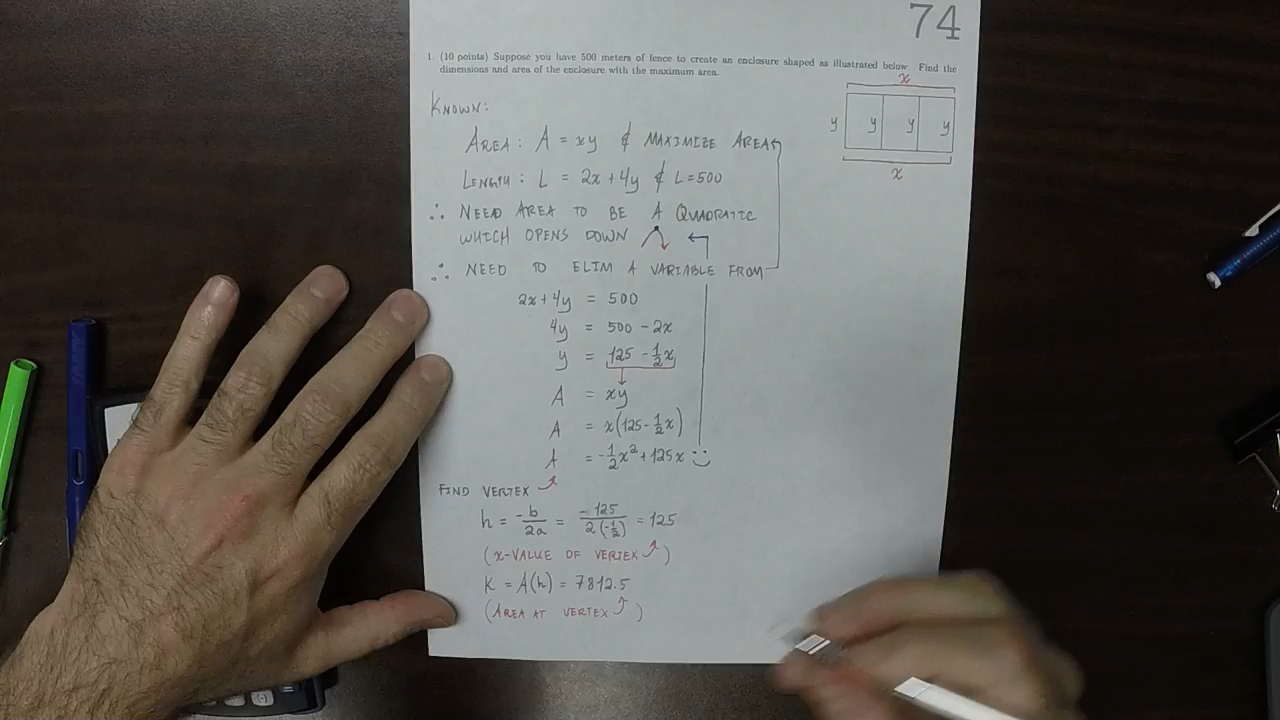 74
1. (10 points) Suppose you have 500 meters of fence to create an enclosure shaped as illustrated below. Find the
dimensions and area of the enclosure with the maximum area.
x
y y y y
x
KNOWN:
AREA: A = xy & MAXIMIZE AREA
LENGTH: L = 2x + 4y & L = 500
∴ NEED AREA TO BE A QUADRATIC
WHICH OPENS DOWN
∴ NEED TO ELIM A VARIABLE FROM
2x + 4y = 500
4y = 500 - 2x
y = 125 - 1/2x
A = xy
A = x(125 - 1/2x)
A = -1/2x² + 125x
FIND VERTEX
h = -b/2a = -125/2(-1/2) = 125
(x-VALUE OF VERTEX)
K = A(h) = 7812.5
(AREA AT VERTEX)
(-)